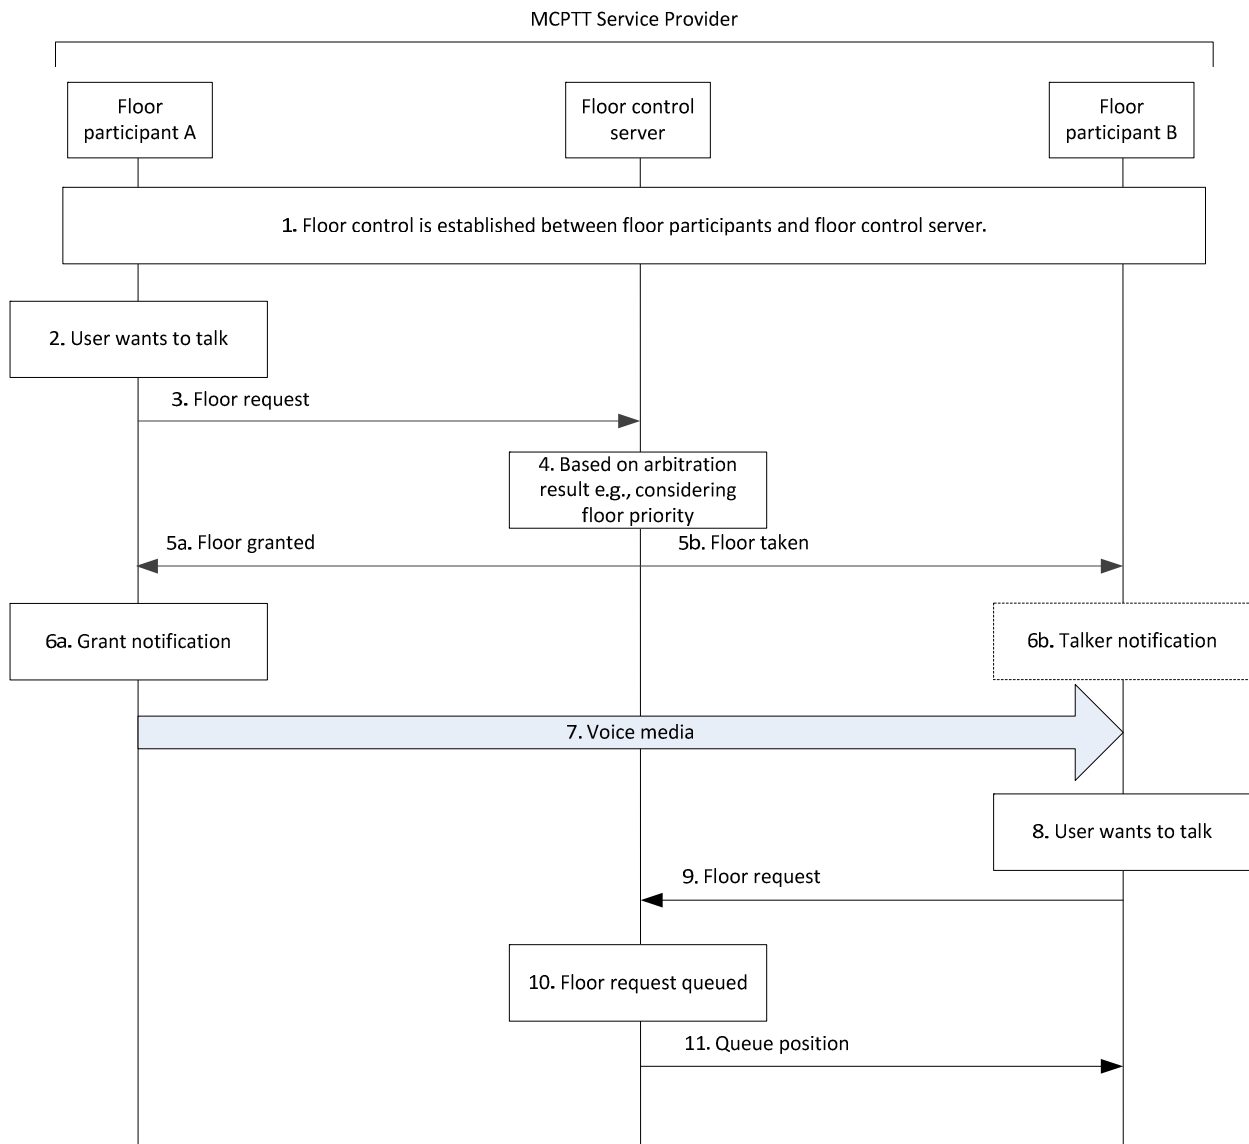 MCPTT Service Provider
Floor
participant A
Floor control
server
Floor
participant B
1. Floor control is established between floor participants and floor control server.
2. User wants to talk
3. Floor request
4. Based on arbitration
result e.g., considering
floor priority
5a. Floor granted
5b. Floor taken
6a. Grant notification
6b. Talker notification
7. Voice media
8. User wants to talk
9. Floor request
10. Floor request queued
11. Queue position